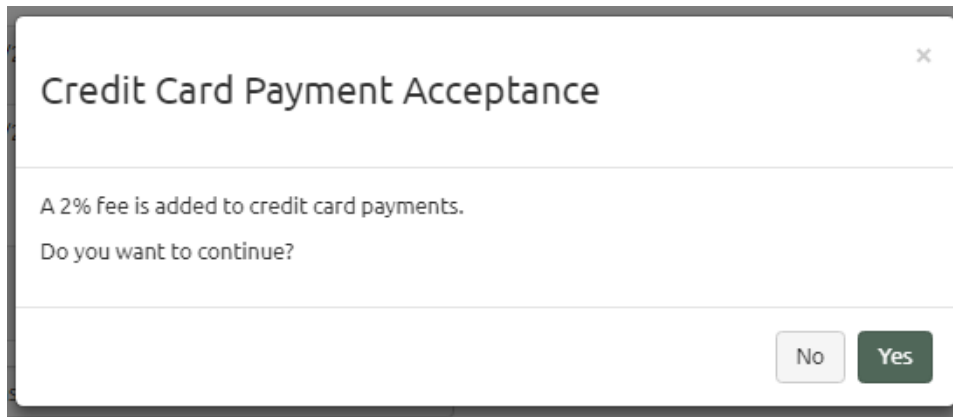 ×
Credit Card Payment Acceptance
A 2% fee is added to credit card payments.
Do you want to continue?
No Yes